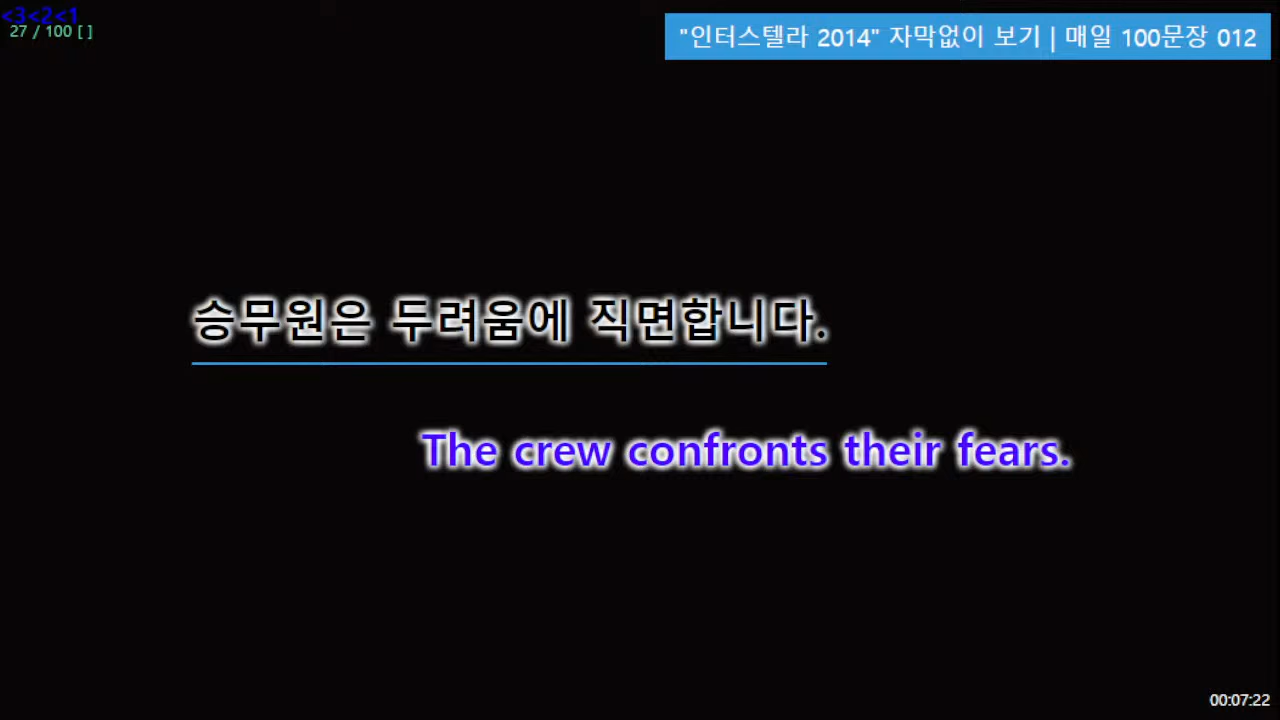 <3<2<1
27 / 100 [ ]
"인터스텔라 2014" 자막없이 보기 | 매일 100문장 012
승무원은 두려움에 직면합니다.
The crew confronts their fears.
00:07:22